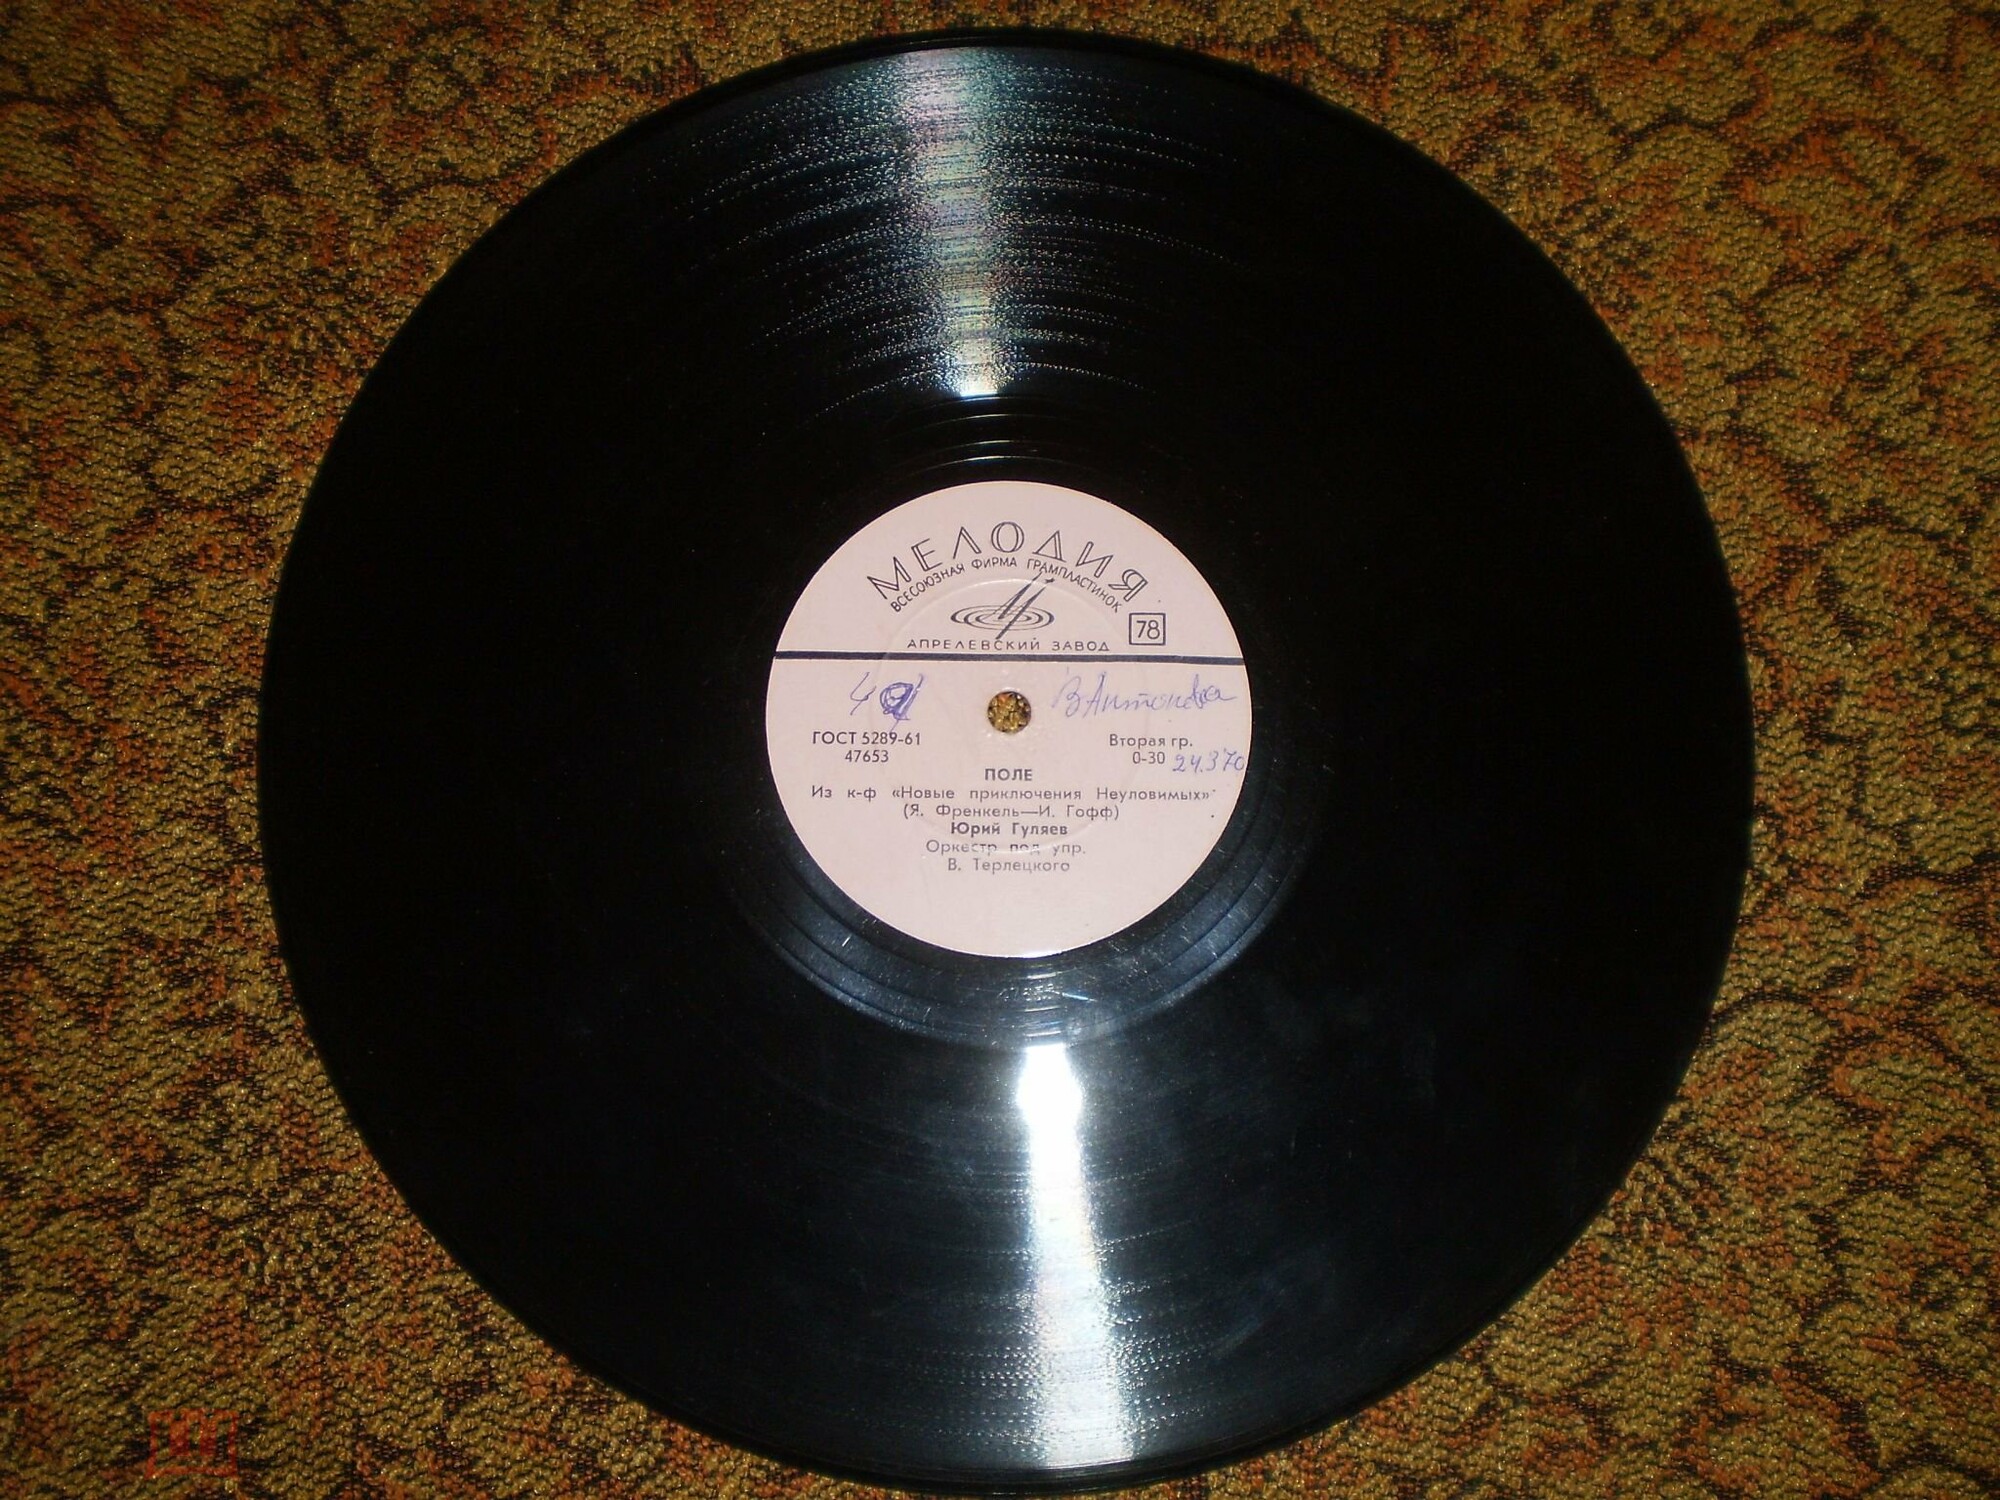 МЕЛОДИЯ
ВСЕСОЮЗНАЯ ФИРМА ГРАМПЛАСТИНОК
78
АПРЕЛЕВСКИЙ ЗАВОД
В Антонова
ГОСТ 5289-61
47653
Вторая гр.
0-30 24.3 70
ПОЛЕ
Из к-ф «Новые приключения Неуловимых»
(Я. Френкель—И. Гофф)
Юрий Гуляев
Оркестр под упр.
В. Терлецкого